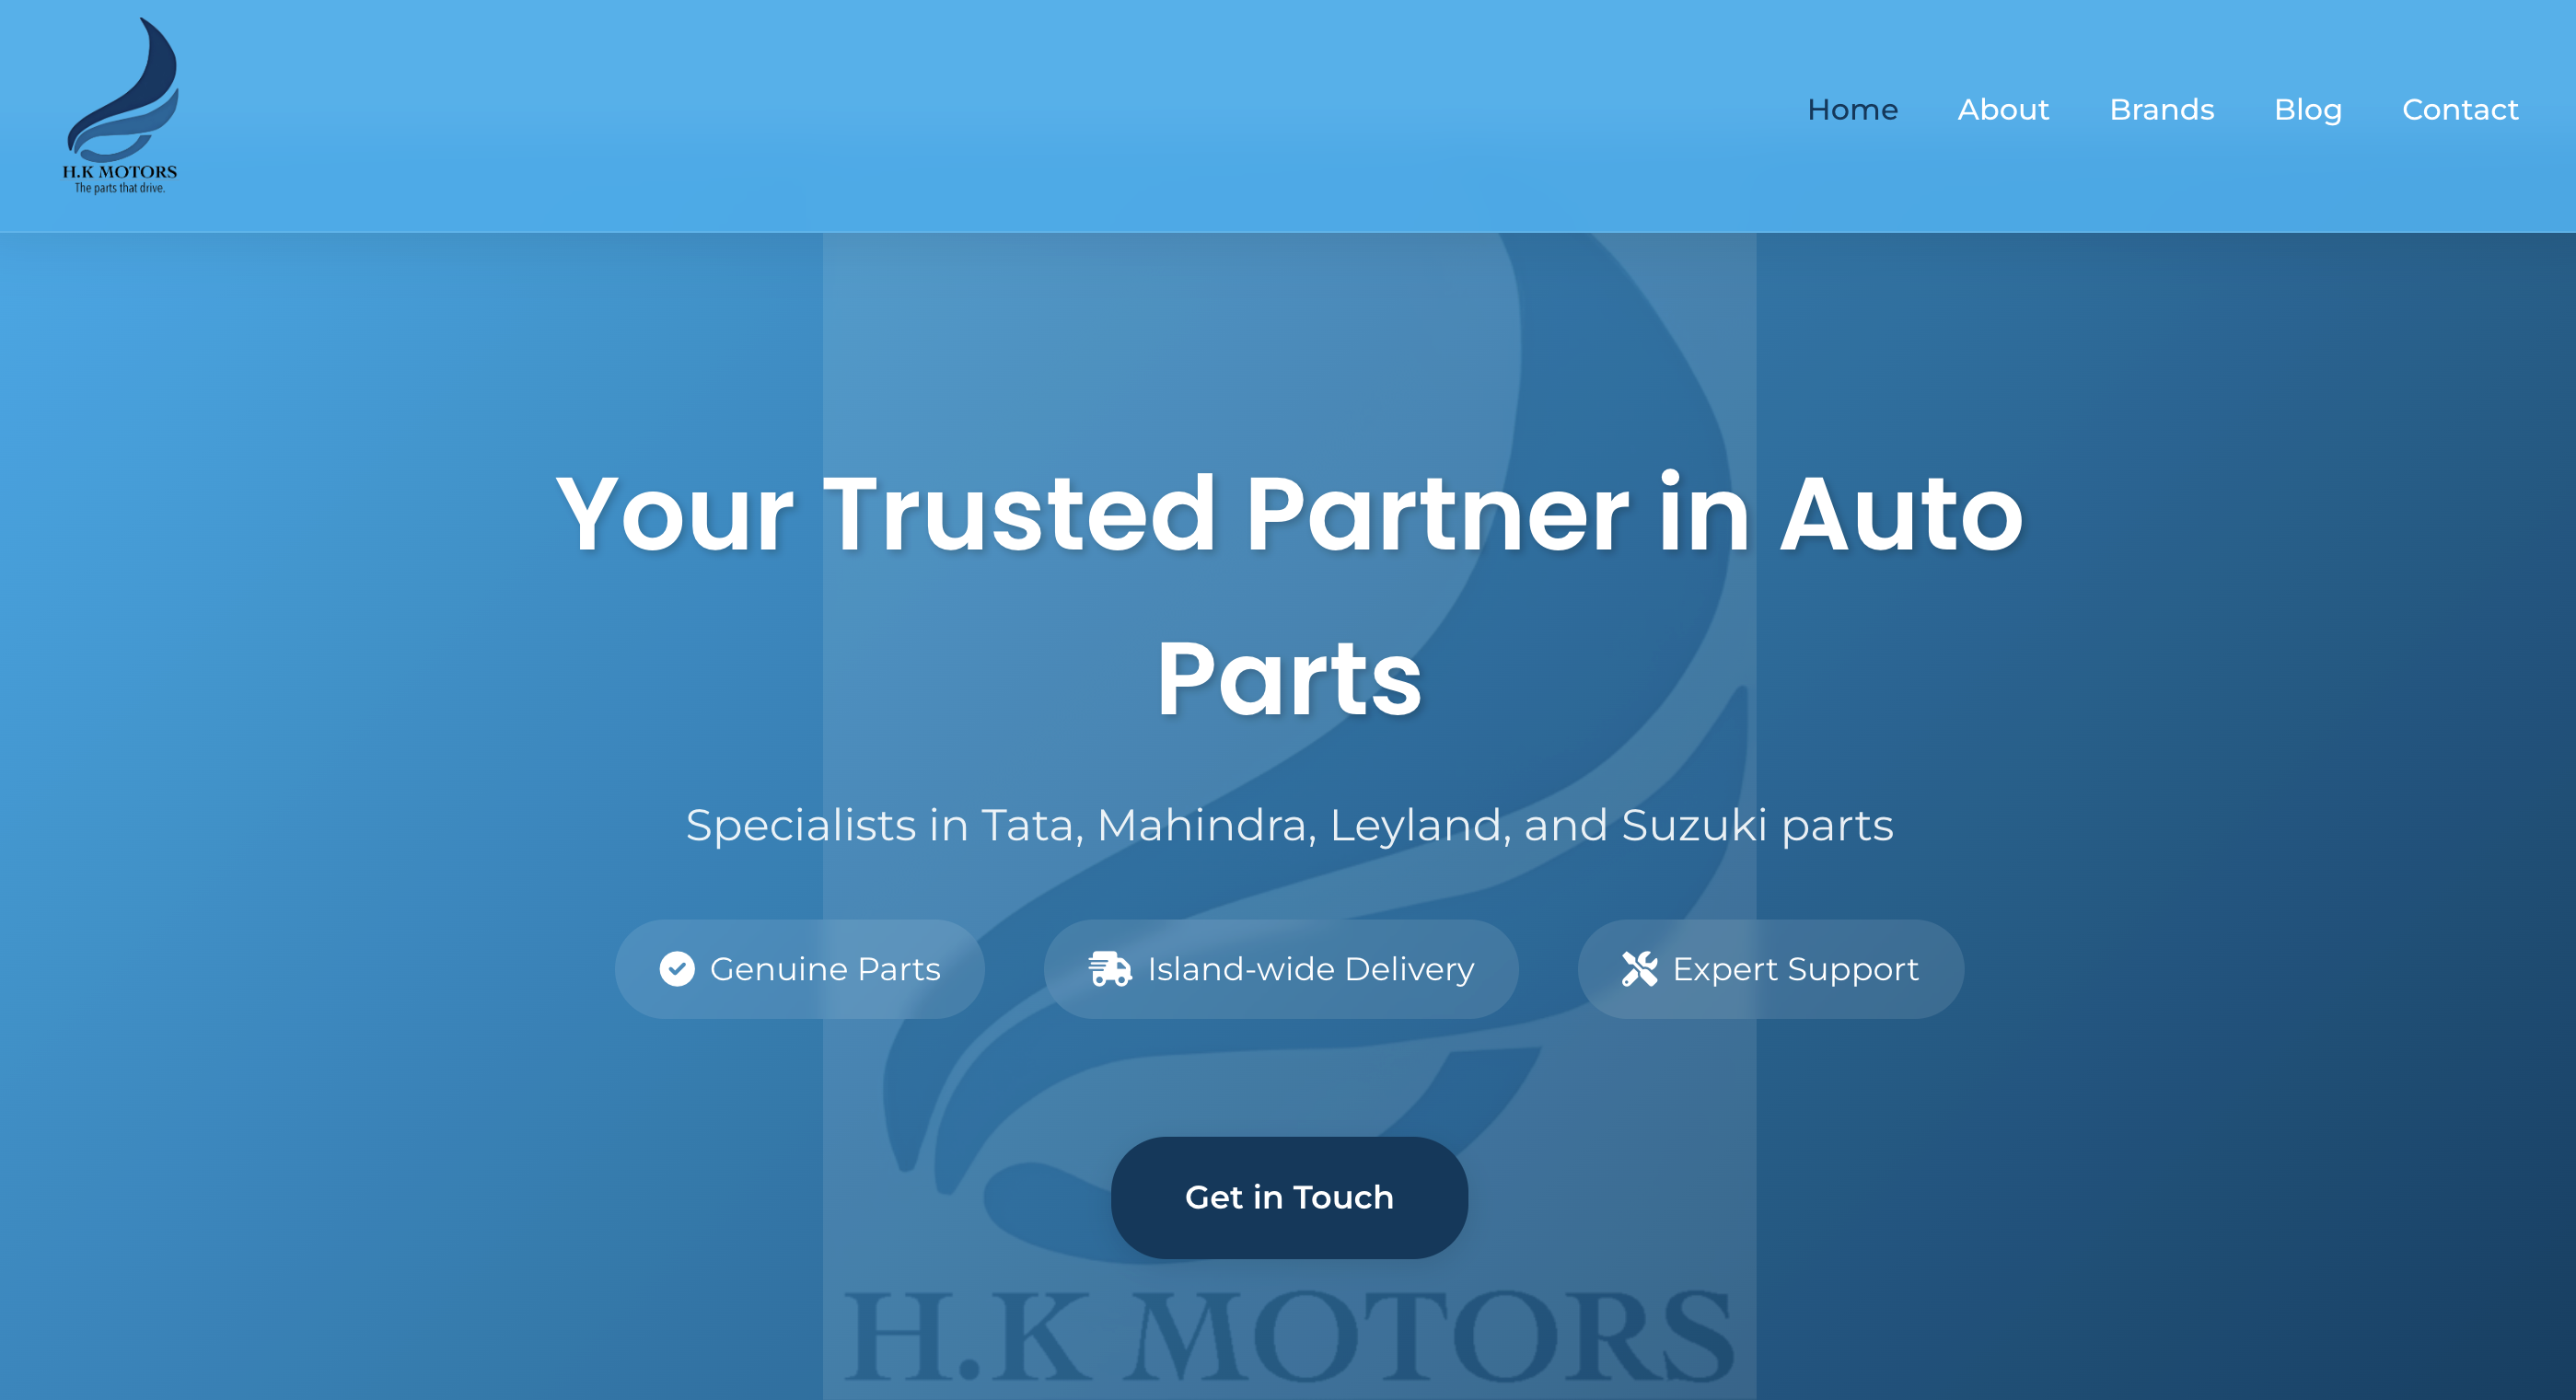 H.K MOTORS
The parts that drive.
Home About Brands Blog Contact
Your Trusted Partner in Auto
Parts
Specialists in Tata, Mahindra, Leyland, and Suzuki parts
Genuine Parts Island-wide Delivery Expert Support
Get in Touch
H.K MOTORS